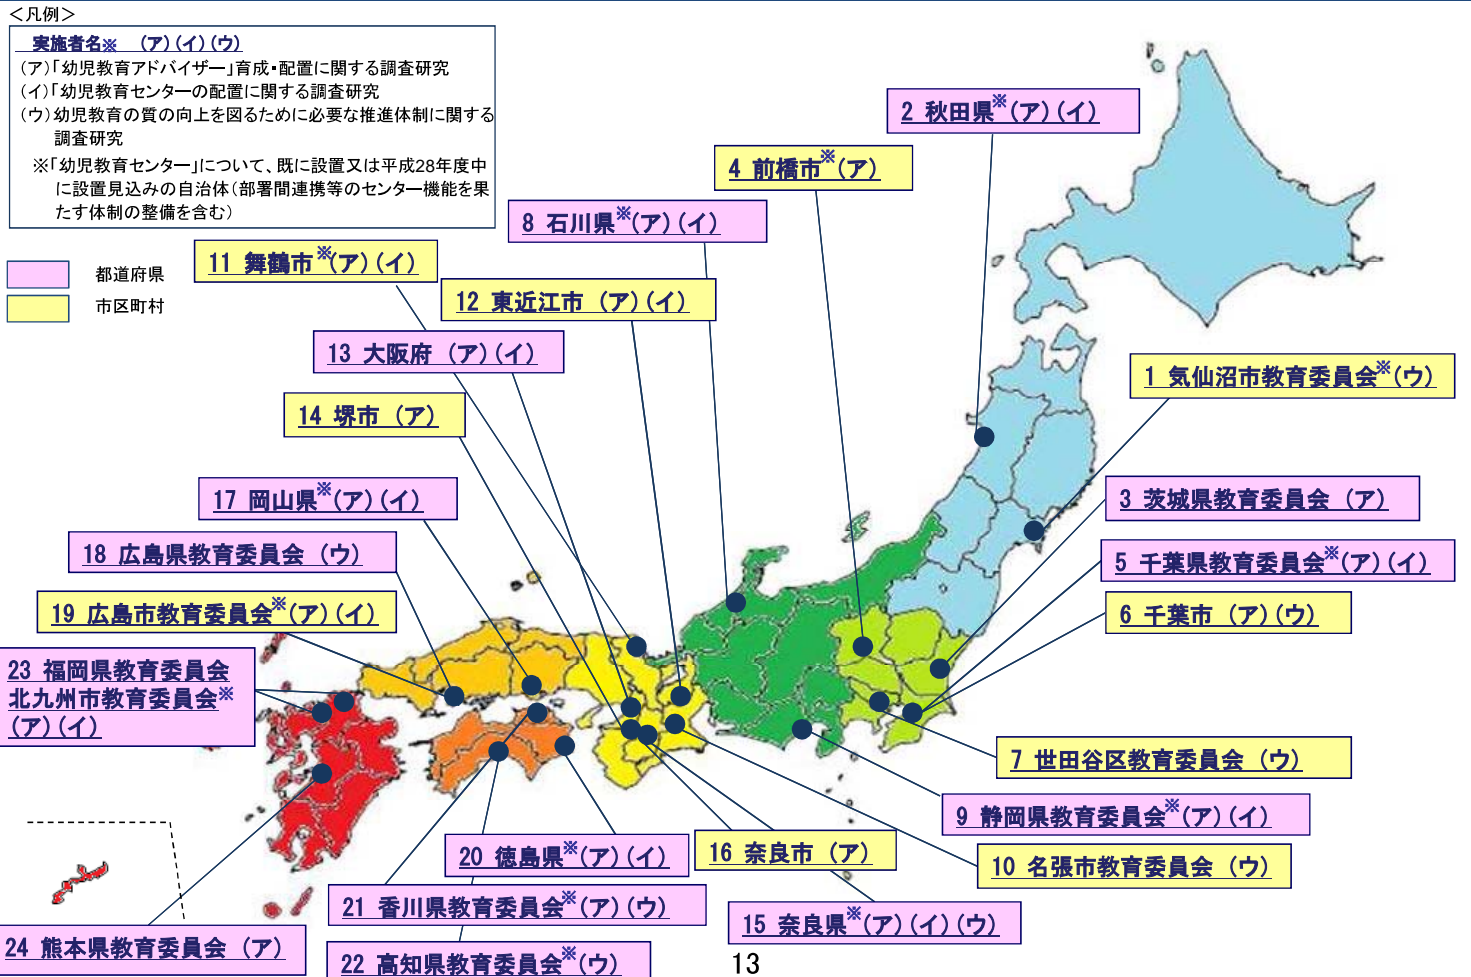 ＜凡例＞
実施者名※　（ア）（イ）（ウ）
（ア）「幼児教育アドバイザー」育成・配置に関する調査研究
（イ）「幼児教育センターの配置に関する調査研究
（ウ）幼児教育の質の向上を図るために必要な推進体制に関する
調査研究
※「幼児教育センター」について、既に設置又は平成28年度中
に設置見込みの自治体（部署間連携等のセンター機能を果
たす体制の整備を含む）
都道府県
市区町村
2 秋田県※（ア）（イ）
4 前橋市※（ア）
8 石川県※（ア）（イ）
11 舞鶴市※（ア）（イ）
12 東近江市（ア）（イ）
13 大阪府（ア）（イ）
1 気仙沼市教育委員会※（ウ）
14 堺市（ア）
17 岡山県※（ア）（イ）
3 茨城県教育委員会（ア）
18 広島県教育委員会（ウ）
5 千葉県教育委員会※（ア）（イ）
19 広島市教育委員会※（ア）（イ）
6 千葉市（ア）（ウ）
23 福岡県教育委員会
北九州市教育委員会※
（ア）（イ）
7 世田谷区教育委員会（ウ）
9 静岡県教育委員会※（ア）（イ）
20 徳島県※（ア）（イ）
16 奈良市（ア）
10 名張市教育委員会（ウ）
21 香川県教育委員会※（ア）（ウ）
15 奈良県※（ア）（イ）（ウ）
24 熊本県教育委員会（ア）
22 高知県教育委員会※（ウ）
13